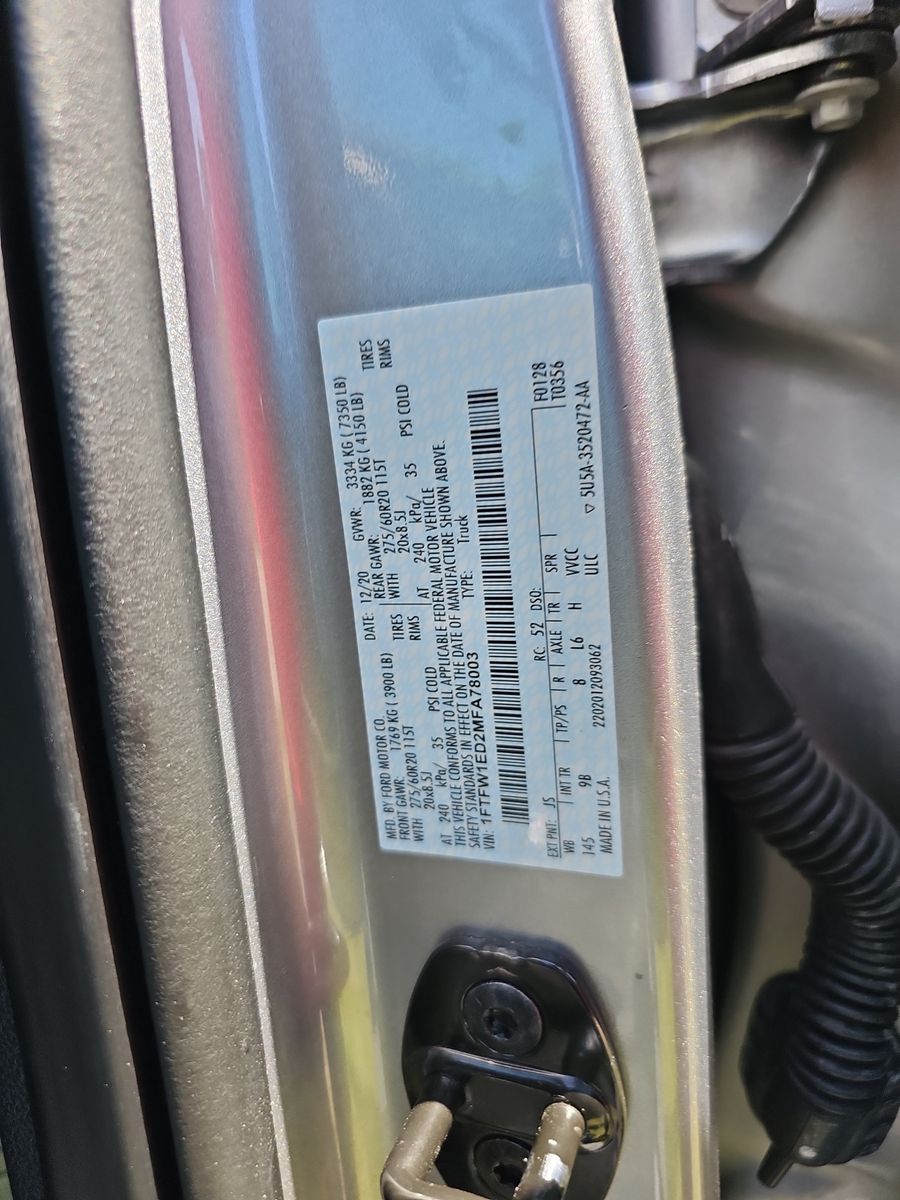 MFD. BY FORD MOTOR CO.
DATE: 12/20 GVWR: 3334 KG ( 7350 LB)
FRONT GAWR: 1769 KG ( 3900 LB) REAR GAWR: 1882 KG ( 4150 LB)
WITH 275/60R20 115T TIRES WITH 275/60R20 115T TIRES
20x8.5J RIMS 20x8.5J RIMS
AT 240 kPa/ 35 PSI COLD AT 240 kPa/ 35 PSI COLD
THIS VEHICLE CONFORMS TO ALL APPLICABLE FEDERAL MOTOR VEHICLE
SAFETY STANDARDS IN EFFECT ON THE DATE OF MANUFACTURE SHOWN ABOVE.
VIN: 1FTFW1ED2MFA78003 TYPE: Truck
F0128
EXT PNT: JS RC: 52 DSO: T0356
WB INT TR TP/PS R AXLE TR SPR
145 9B 8 L6 H VVCC
ULC
MADE IN U.S.A. 2202012093062 ▽ 5U5A-3520472-AA